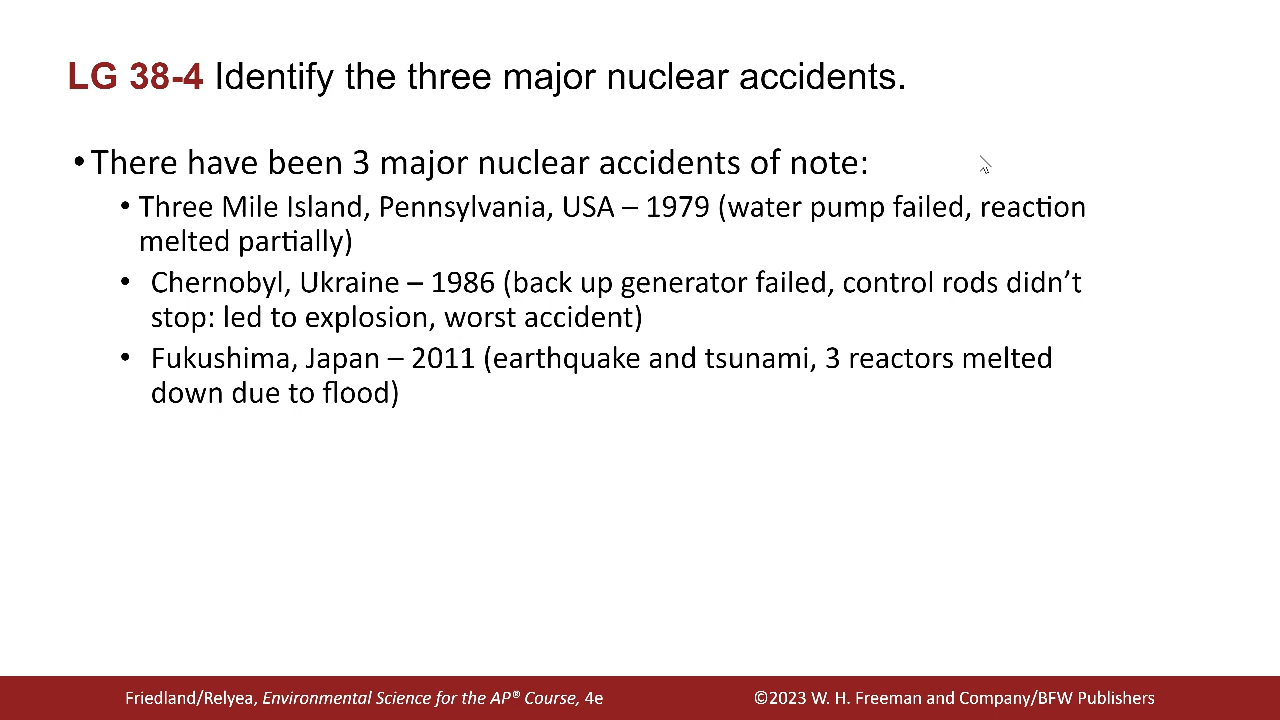 LG 38-4 Identify the three major nuclear accidents.
•There have been 3 major nuclear accidents of note:
• Three Mile Island, Pennsylvania, USA – 1979 (water pump failed, reaction
melted partially)
• Chernobyl, Ukraine – 1986 (back up generator failed, control rods didn’t
stop: led to explosion, worst accident)
• Fukushima, Japan – 2011 (earthquake and tsunami, 3 reactors melted
down due to flood)
Friedland/Relyea, Environmental Science for the AP® Course, 4e
©2023 W. H. Freeman and Company/BFW Publishers